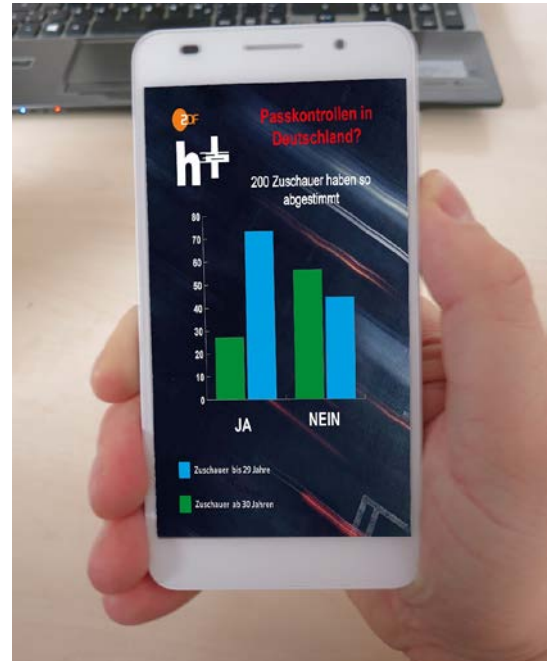 ZDF
h+
Passkontrollen in
Deutschland?
200 Zuschauer haben so
abgestimmt
80
70
60
50
40
30
20
10
0
JA
NEIN
Zuschauer bis 29 Jahre
Zuschauer ab 30 Jahren